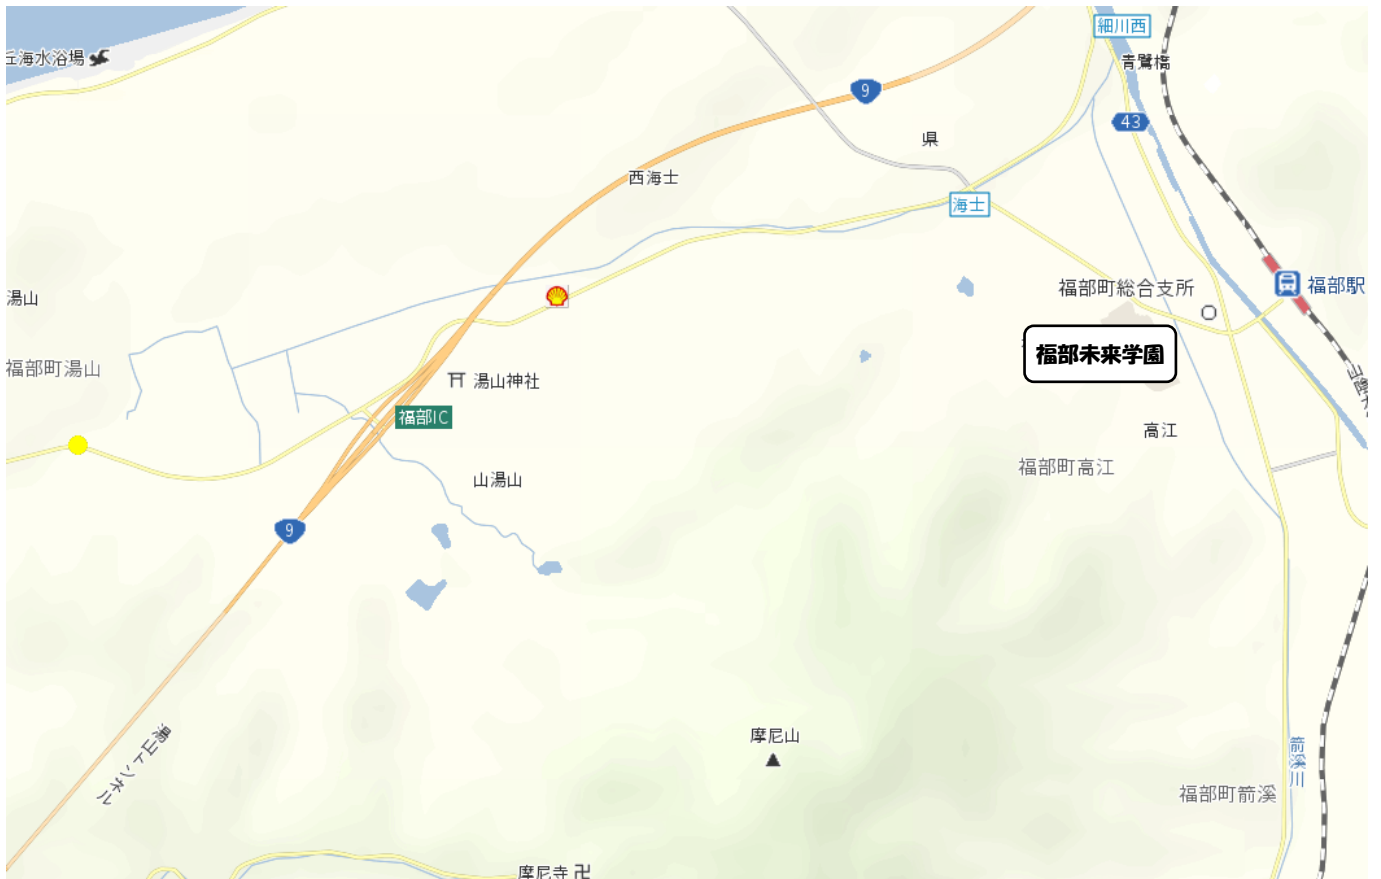 細川西
丘海水浴場
青鷺橋
9
43
県
西海士
海士
福部町総合支所
福部駅
湯山
福部未来学園
福部町湯山
湯山神社
福部IC
高江
福部町高江
山湯山
9
湯山トンネル
摩尼山
箭渓川
福部町箭溪
摩尼寺